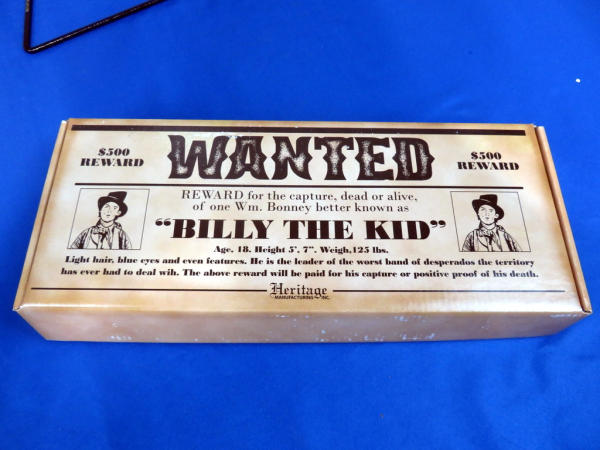 WANTED
$500
REWARD
$500
REWARD
REWARD for the capture, dead or alive,
of one Wm. Bonney better known as
"BILLY THE KID"
Age, 18. Height 5', 7". Weigh, 125 lbs.
Light hair, blue eyes and even features. He is the leader of the worst band of desperados the territory
has ever had to deal wih. The above reward will be paid for his capture or positive proof of his death.
Heritage
MANUFACTURING INC.